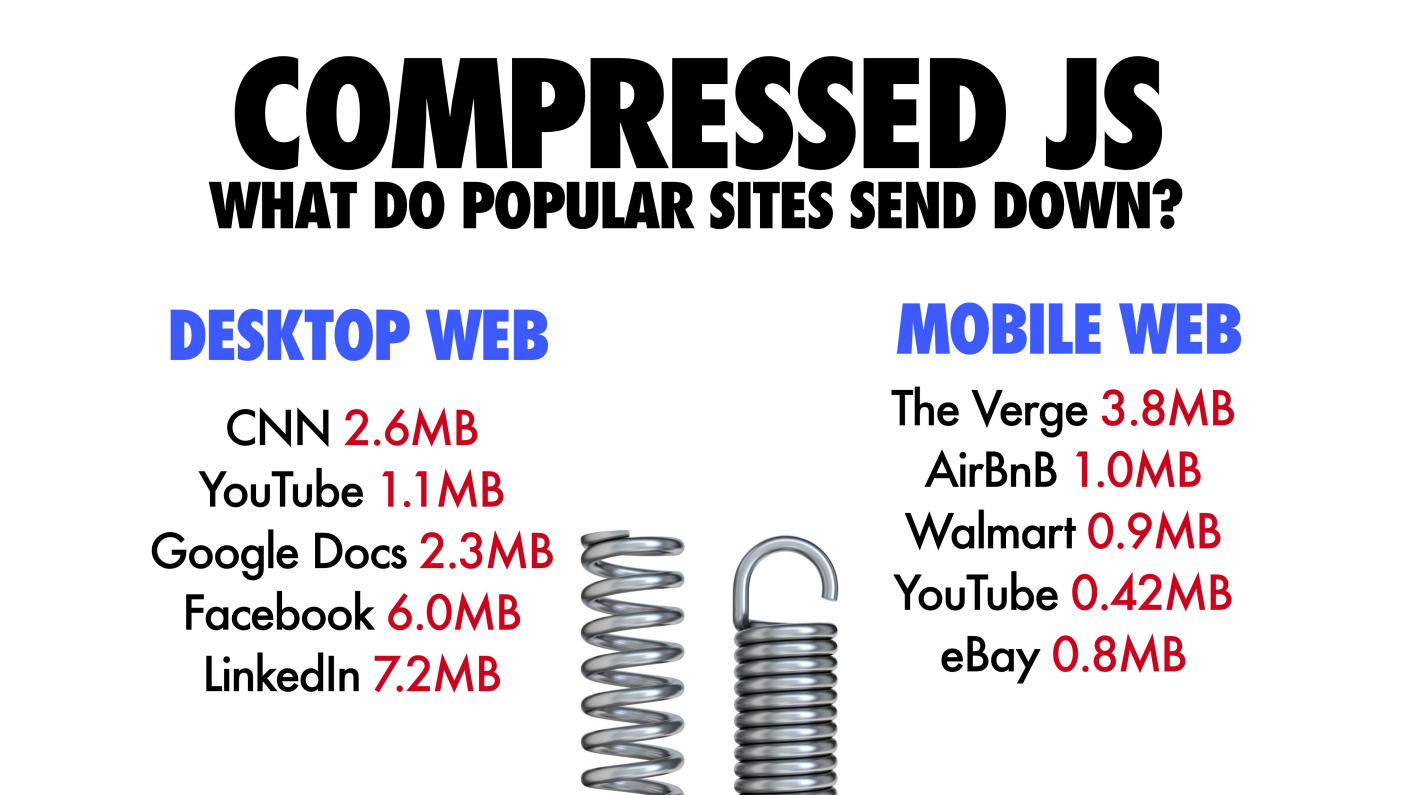 COMPRESSED JS
WHAT DO POPULAR SITES SEND DOWN?
DESKTOP WEB
CNN 2.6MB
YouTube 1.1MB
Google Docs 2.3MB
Facebook 6.0MB
LinkedIn 7.2MB
MOBILE WEB
The Verge 3.8MB
AirBnB 1.0MB
Walmart 0.9MB
YouTube 0.42MB
eBay 0.8MB